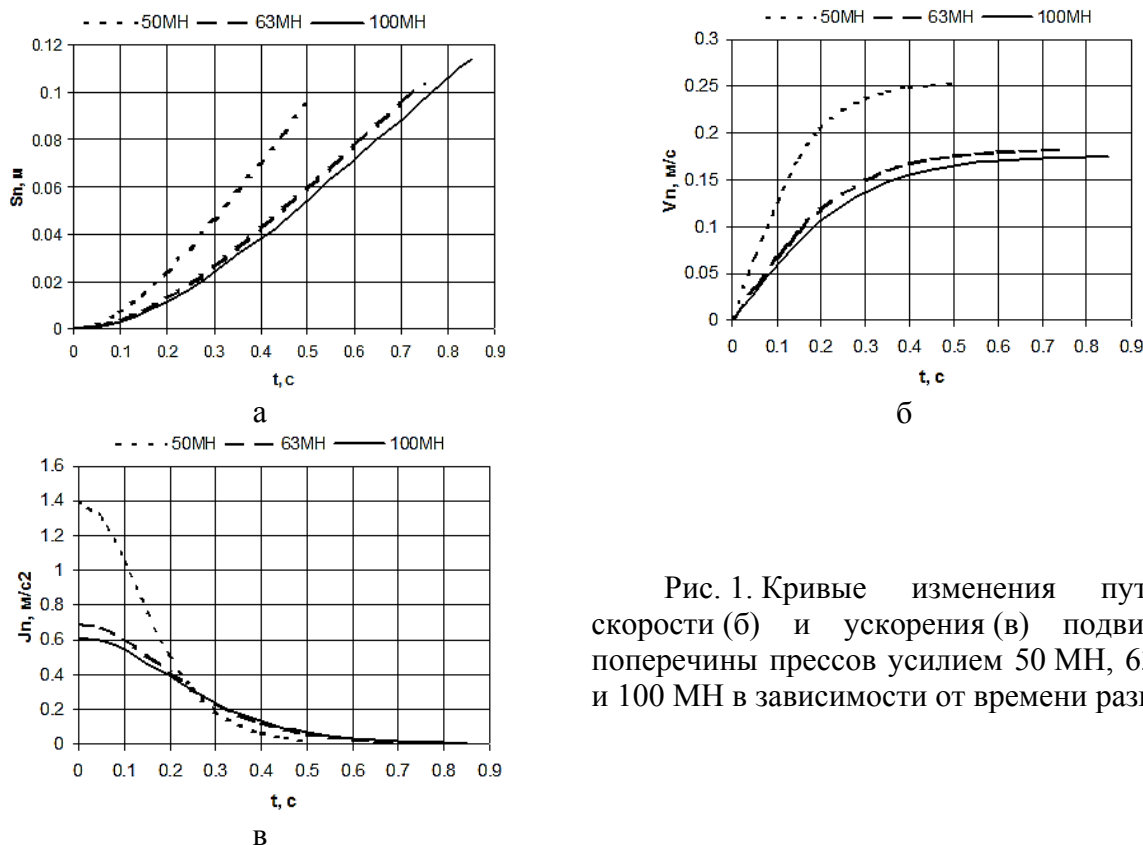 50МН 63МН 100МН
0.12
0.1
0.08
0.06
0.04
0.02
0
Sn, м
0 0.1 0.2 0.3 0.4 0.5 0.6 0.7 0.8 0.9
t, с
а
50МН 63МН 100МН
0.3
0.25
0.2
0.15
0.1
0.05
0
Vn, м/с
0 0.1 0.2 0.3 0.4 0.5 0.6 0.7 0.8 0.9
t, с
б
50МН 63МН 100МН
1.6
1.4
1.2
1
0.8
0.6
0.4
0.2
0
Jn, м/с2
0 0.1 0.2 0.3 0.4 0.5 0.6 0.7 0.8 0.9
t, с
в
Рис. 1. Кривые изменения пут
скорости (б) и ускорения (в) подви
поперечины прессов усилием 50 МН,
и 100 МН в зависимости от времени